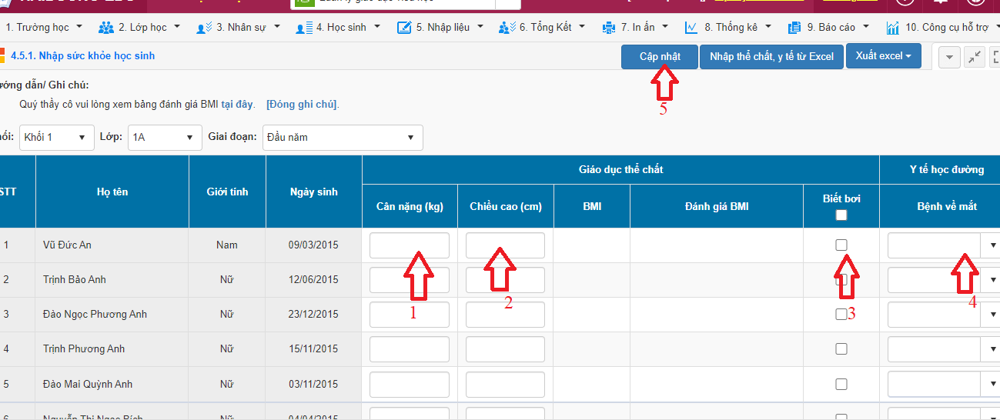 1. Trường học 2. Lớp học 3. Nhân sự 4. Học sinh 5. Nhập liệu 6. Tổng Kết 7. In ấn 8. Thống kê 9. Báo cáo 10. Công cụ hỗ trợ
4.5.1. Nhập sức khỏe học sinh Cập nhật Nhập thể chất, y tế từ Excel Xuất excel
ướng dẫn/ Ghi chú:
5
Quý thầy cô vui lòng xem bảng đánh giá BMI tại đây. [Đóng ghi chú].
ối: Khối 1 Lớp: 1A Giai đoạn: Đầu năm
Giáo dục thể chất Y tế học đường
STT Họ tên Giới tính Ngày sinh Cân nặng (kg) Chiều cao (cm) BMI Đánh giá BMI Biết bơi Bệnh về mắt
1 Vũ Đức An Nam 09/03/2015
2 Trịnh Bảo Anh Nữ 12/06/2015
1 2 3 4
3 Đào Ngọc Phương Anh Nữ 23/12/2015
4 Trịnh Phương Anh Nữ 15/11/2015
5 Đào Mai Quỳnh Anh Nữ 03/11/2015
6 Nguyễn Thị Ngọc Bích Nữ 04/04/2015